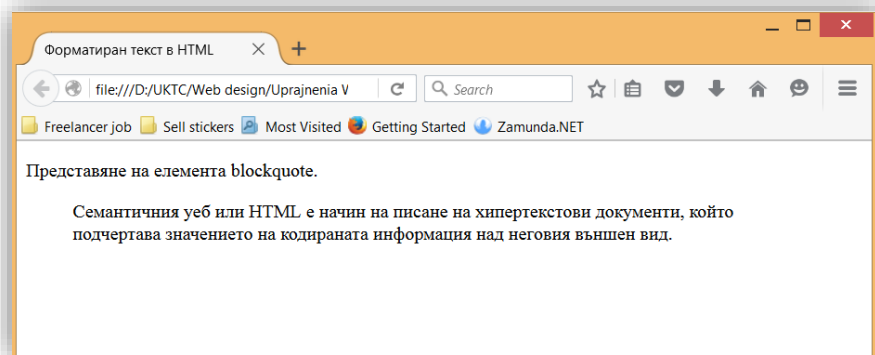 Форматиран текст в HTML
file:///D:/UKTC/Web design/Uprajnenia V
Search
Freelancer job Sell stickers Most Visited Getting Started Zamunda.NET
Представяне на елемента blockquote.
Семантичния уеб или HTML е начин на писане на хипертекстови документи, който
подчертава значението на кодираната информация над неговия външен вид.